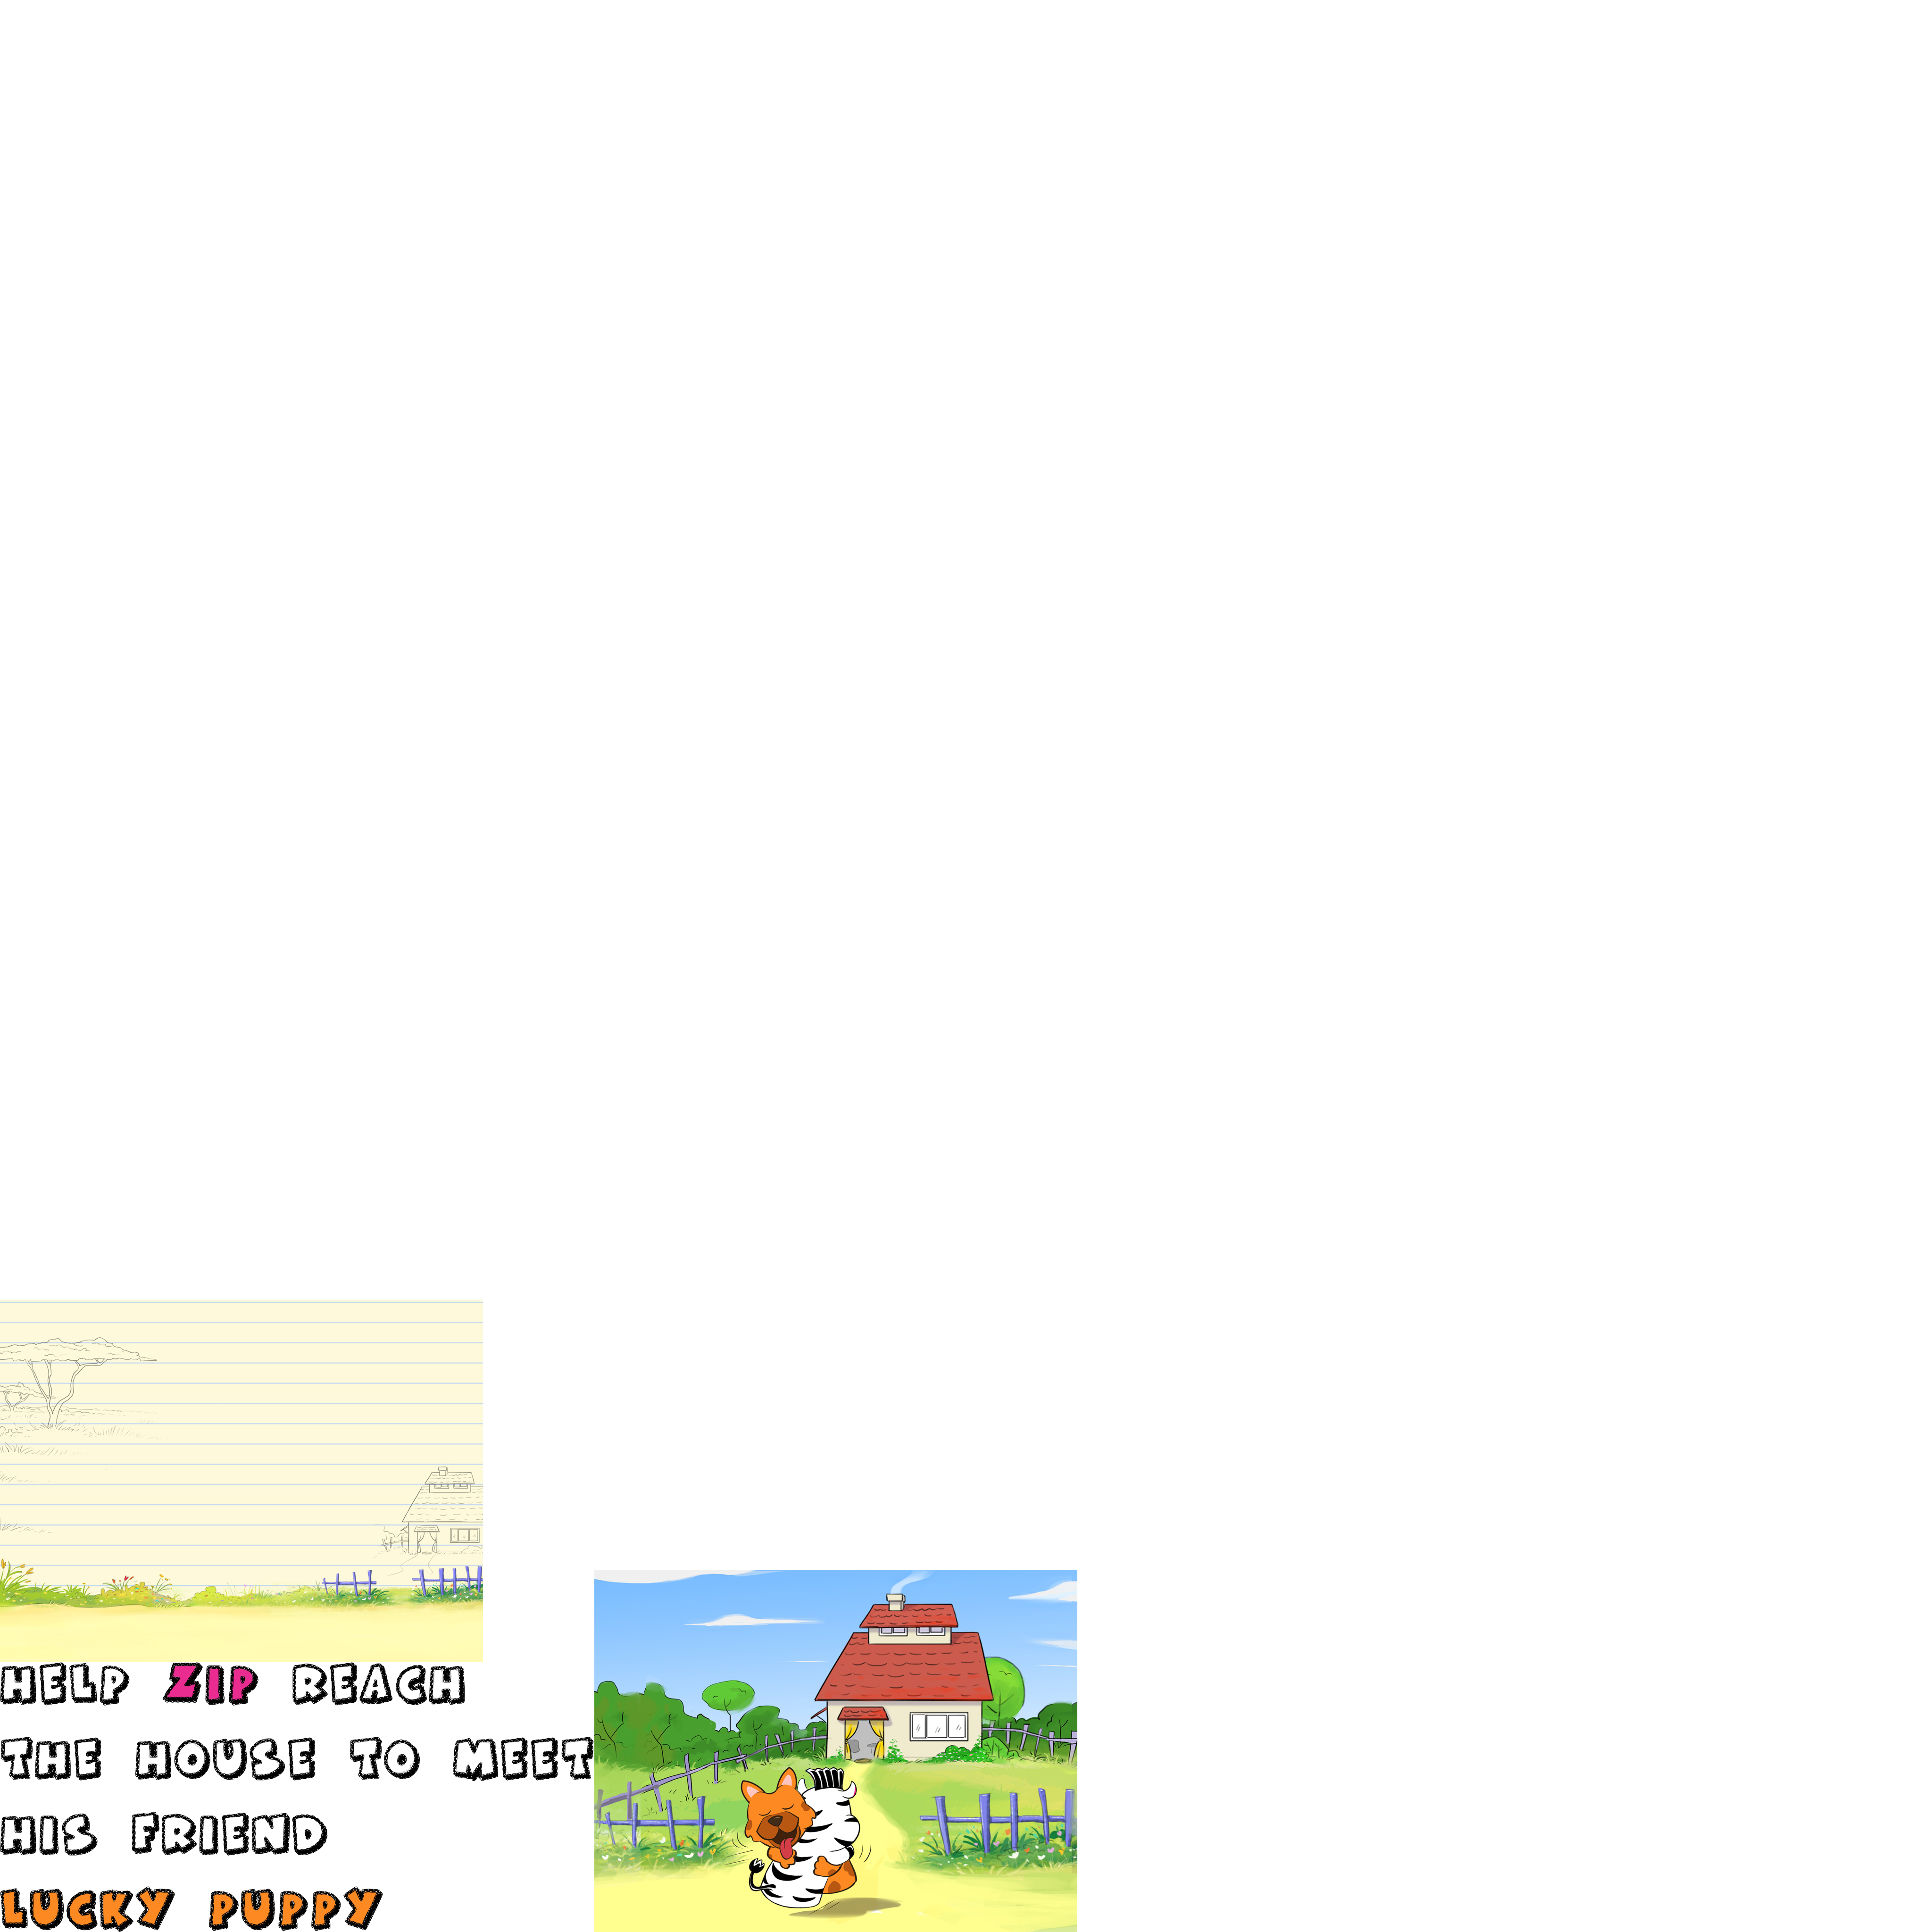 HELP ZIP REACH
THE HOUSE TO MEET
HIS FRIEND
LUCKY PUPPY